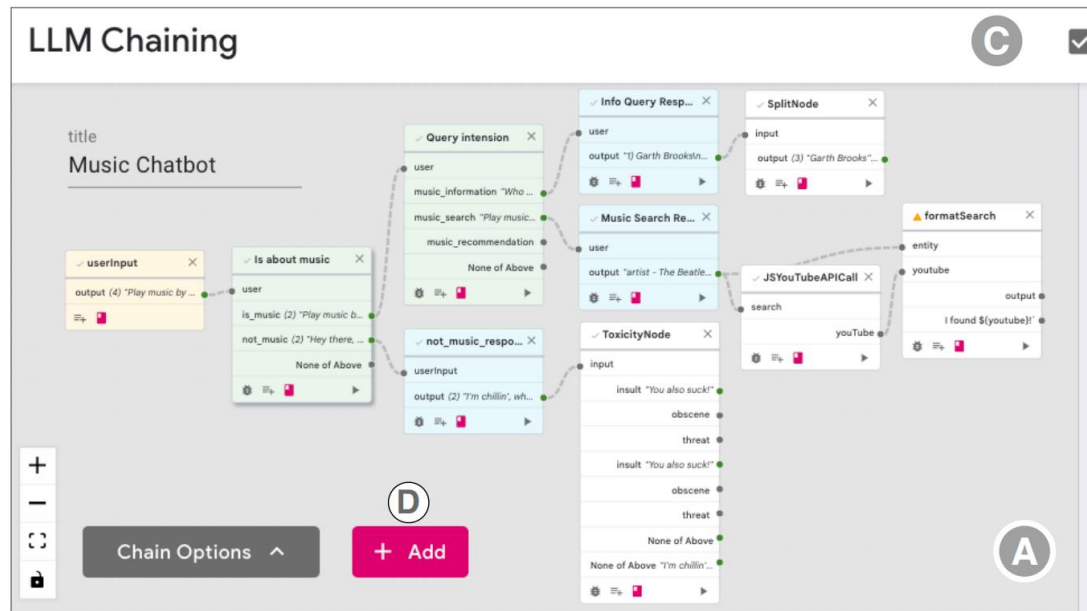 LLM Chaining
C
title
Music Chatbot
userInput
output (4) "Play music by ...
Is about music
user
is_music (2) "Play music b...
not_music (2) "Hey there, ...
None of Above
Query intension
user
music_information "Who ...
music_search "Play music...
music_recommendation
None of Above
not_music_respo...
userInput
output (2) "I'm chillin', wh...
Info Query Resp...
user
output "1) Garth Brooks\n...
SplitNode
input
output (3) "Garth Brooks"...
Music Search Re...
user
output "artist - The Beatle...
JSYouTubeAPICall
search
youTube
formatSearch
entity
youtube
output
I found ${youtube}!`
ToxicityNode
input
insult "You also suck!"
obscene
threat
insult "You also suck!"
obscene
threat
None of Above
None of Above "I'm chillin'...
D
Chain Options
+ Add
A